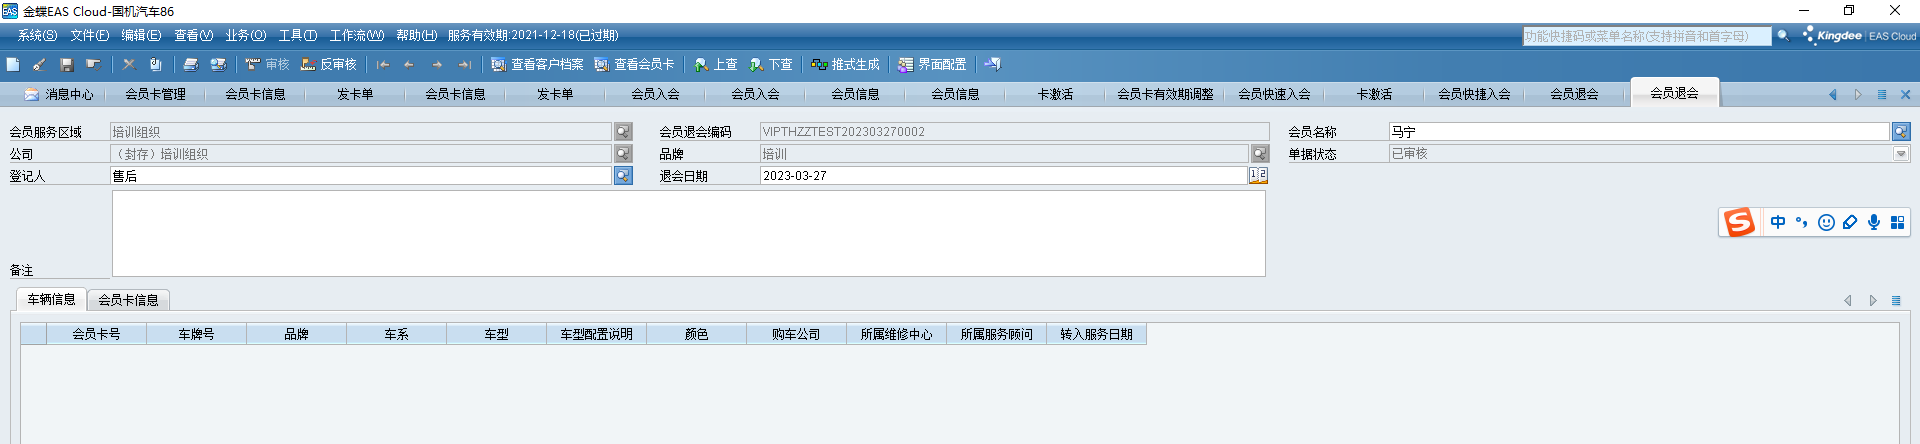 金蝶EAS Cloud-国机汽车86
系统(S) 文件(F) 编辑(E) 查看(V) 业务(O) 工具(T) 工作流(W) 帮助(H) 服务有效期:2021-12-18(已过期) 功能快捷码或菜单名称(支持拼音和首字母) Kingdee EAS Cloud
审核 反审核 查看客户档案 查看会员卡 上查 下查 推式生成 界面配置
消息中心 会员卡管理 会员卡信息 发卡单 会员卡信息 发卡单 会员入会 会员入会 会员信息 会员信息 卡激活 会员卡有效期调整 会员快速入会 卡激活 会员快捷入会 会员退会 会员退会
会员服务区域 培训组织 会员退会编码 VIPTHZZTEST202303270002 会员名称 马宁
公司 （封存）培训组织 品牌 培训 单据状态 已审核
登记人 售后 退会日期 2023-03-27
中
备注
车辆信息 会员卡信息
会员卡号 车牌号 品牌 车系 车型 车型配置说明 颜色 购车公司 所属维修中心 所属服务顾问 转入服务日期